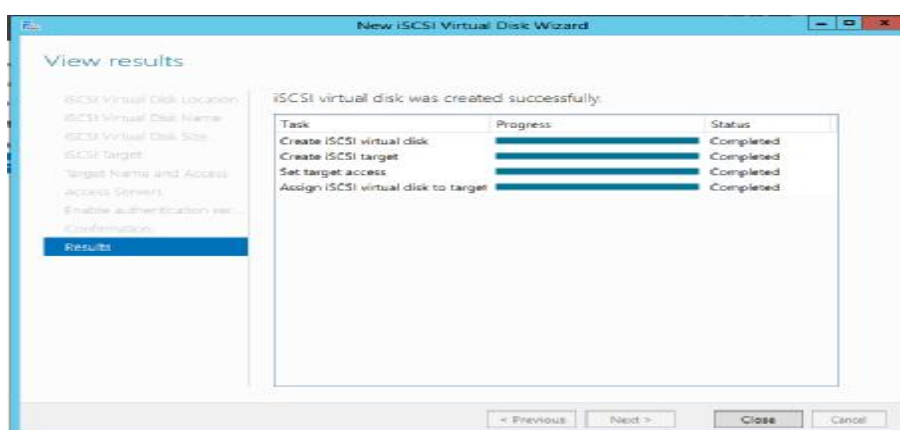 New iSCSI Virtual Disk Wizard
View results
iSCSI Virtual Disk Location
iSCSI Virtual Disk Name
iSCSI Virtual Disk Size
iSCSI Target
Target Name and Access
Access Servers
Enable authentication ser...
Confirmation
Results
iSCSI virtual disk was created successfully.
Task Progress Status
Create iSCSI virtual disk Completed
Create iSCSI target Completed
Set target access Completed
Assign iSCSI virtual disk to target Completed
< Previous Next > Close Cancel